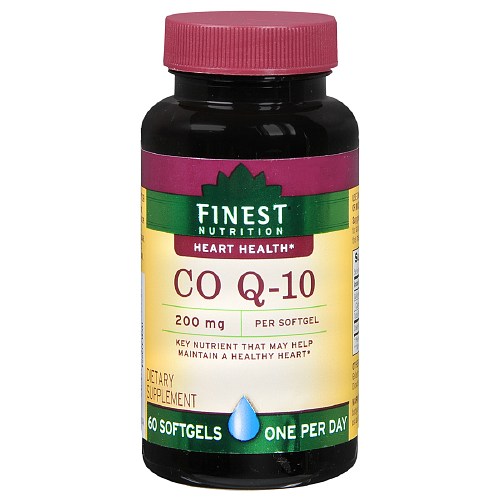 FINEST
NUTRITION
HEART HEALTH*
CO Q-10
200 mg PER SOFTGEL
KEY NUTRIENT THAT MAY HELP
MAINTAIN A HEALTHY HEART*
DIETARY
SUPPLEMENT
60 SOFTGELS ONE PER DAY